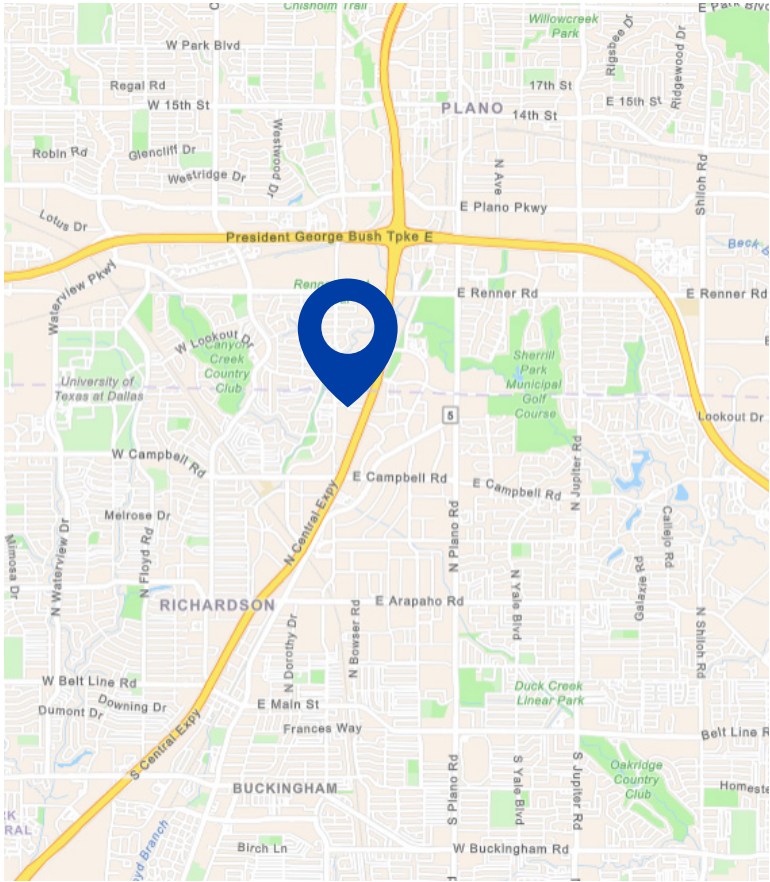 Chisholm Trail
E Park Blvd
Willowcreek
Park
W Park Blvd
Rigsbee Dr
Ridgewood Dr
Regal Rd
17th St
W 15th St
E 15th St
PLANO
14th St
Westwood Dr
Robin Rd
Glencliff Dr
Westridge Dr
N Ave
Shiloh Rd
E Plano Pkwy
Lotus Dr
President George Bush Tpke E
Beck B
Waterview Pkwy
Renner
E Renner Rd
E Renner Rd
W Lookout Dr
Canyon
Creek
Country
Club
Sherrill
Park
Municipal
Golf
Course
University of
Texas at Dallas
5
Lookout Dr
W Campbell Rd
N Jupiter Rd
E Campbell Rd
E Campbell Rd
N Central Expy
Melrose Dr
N Plano Rd
Callejo Rd
Mimosa Dr
N Waterview Dr
N Floyd Rd
N Yale Blvd
Galaxie Rd
RICHARDSON
E Arapaho Rd
N Dorothy Dr
N Bowser Rd
N Shiloh Rd
W Belt Line Rd
Duck Creek
Linear Park
Downing Dr
Dumont Dr
E Main St
Frances Way
Belt Line R
S Central Expy
S Plano Rd
S Yale Blvd
S Jupiter Rd
Oakridge
Country
Club
BUCKINGHAM
Homeste
RK
RAL
yd Branch
Birch Ln
W Buckingham Rd